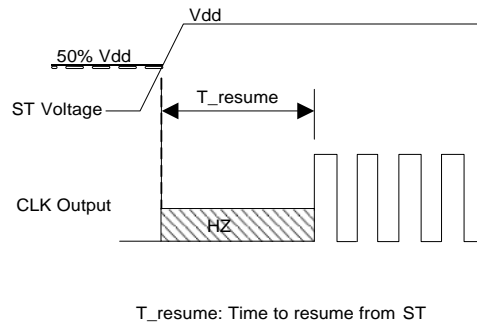 Vdd
50% Vdd
T_resume
ST Voltage
CLK Output
HZ
T_resume: Time to resume from ST